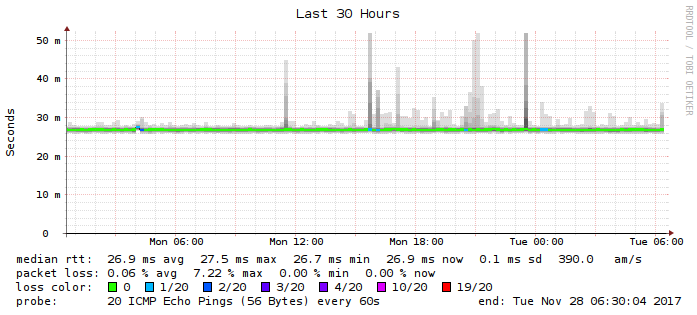 Last 30 Hours
RRDTOOL / TOBI OETIKER
Seconds
50 m
40 m
30 m
20 m
10 m
0
Mon 06:00 Mon 12:00 Mon 18:00 Tue 00:00 Tue 06:00
median rtt: 26.9 ms avg 27.5 ms max 26.7 ms min 26.9 ms now 0.1 ms sd 390.0 am/s
packet loss: 0.06 % avg 7.22 % max 0.00 % min 0.00 % now
loss color: 0 1/20 2/20 3/20 4/20 10/20 19/20
probe: 20 ICMP Echo Pings (56 Bytes) every 60s end: Tue Nov 28 06:30:04 2017